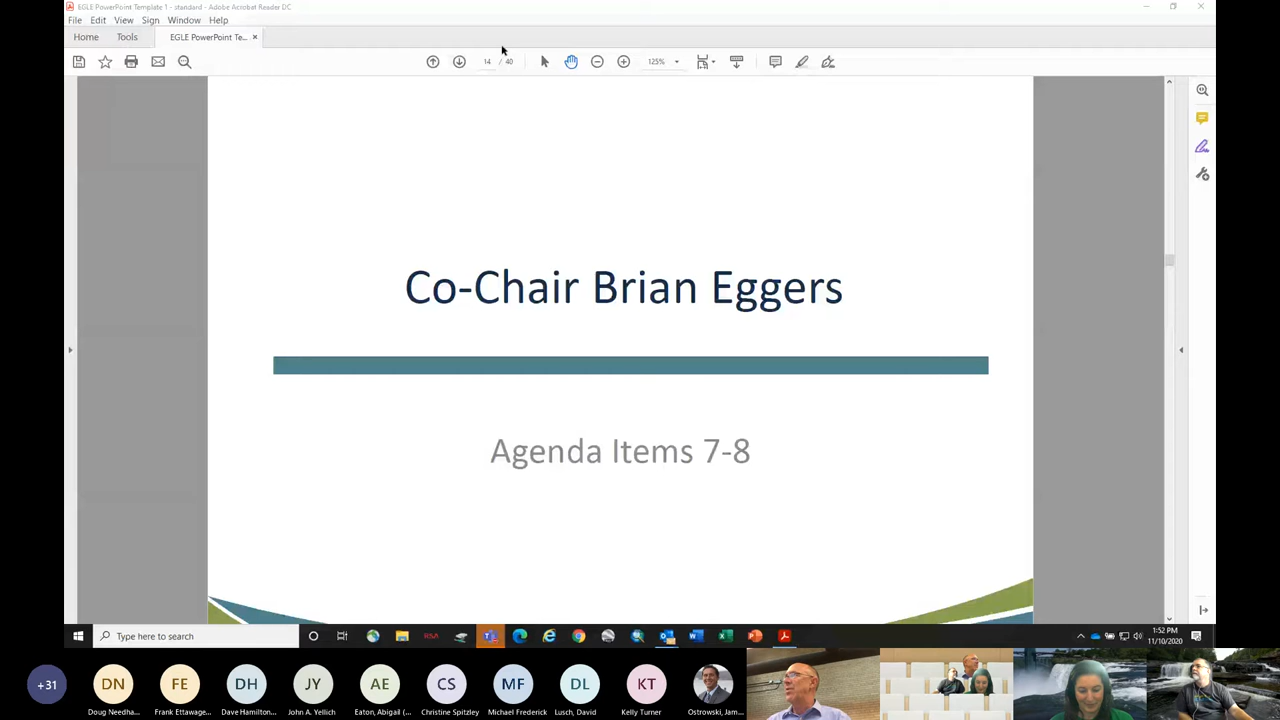 EGLE PowerPoint Template 1 - standard - Adobe Acrobat Reader DC
File Edit View Sign Window Help
Home Tools EGLE PowerPoint Te... ×
14 / 40 125%
Co-Chair Brian Eggers
Agenda Items 7-8
Type here to search
RSA
1:52 PM
11/10/2020
+31 DN FE DH JY AE CS MF DL KT
Doug Needha... Frank Ettawage... Dave Hamilton... John A. Yellich Eaton, Abigail (... Christine Spitzley Michael Frederick Lusch, David Kelly Turner Ostrowski, Jam...